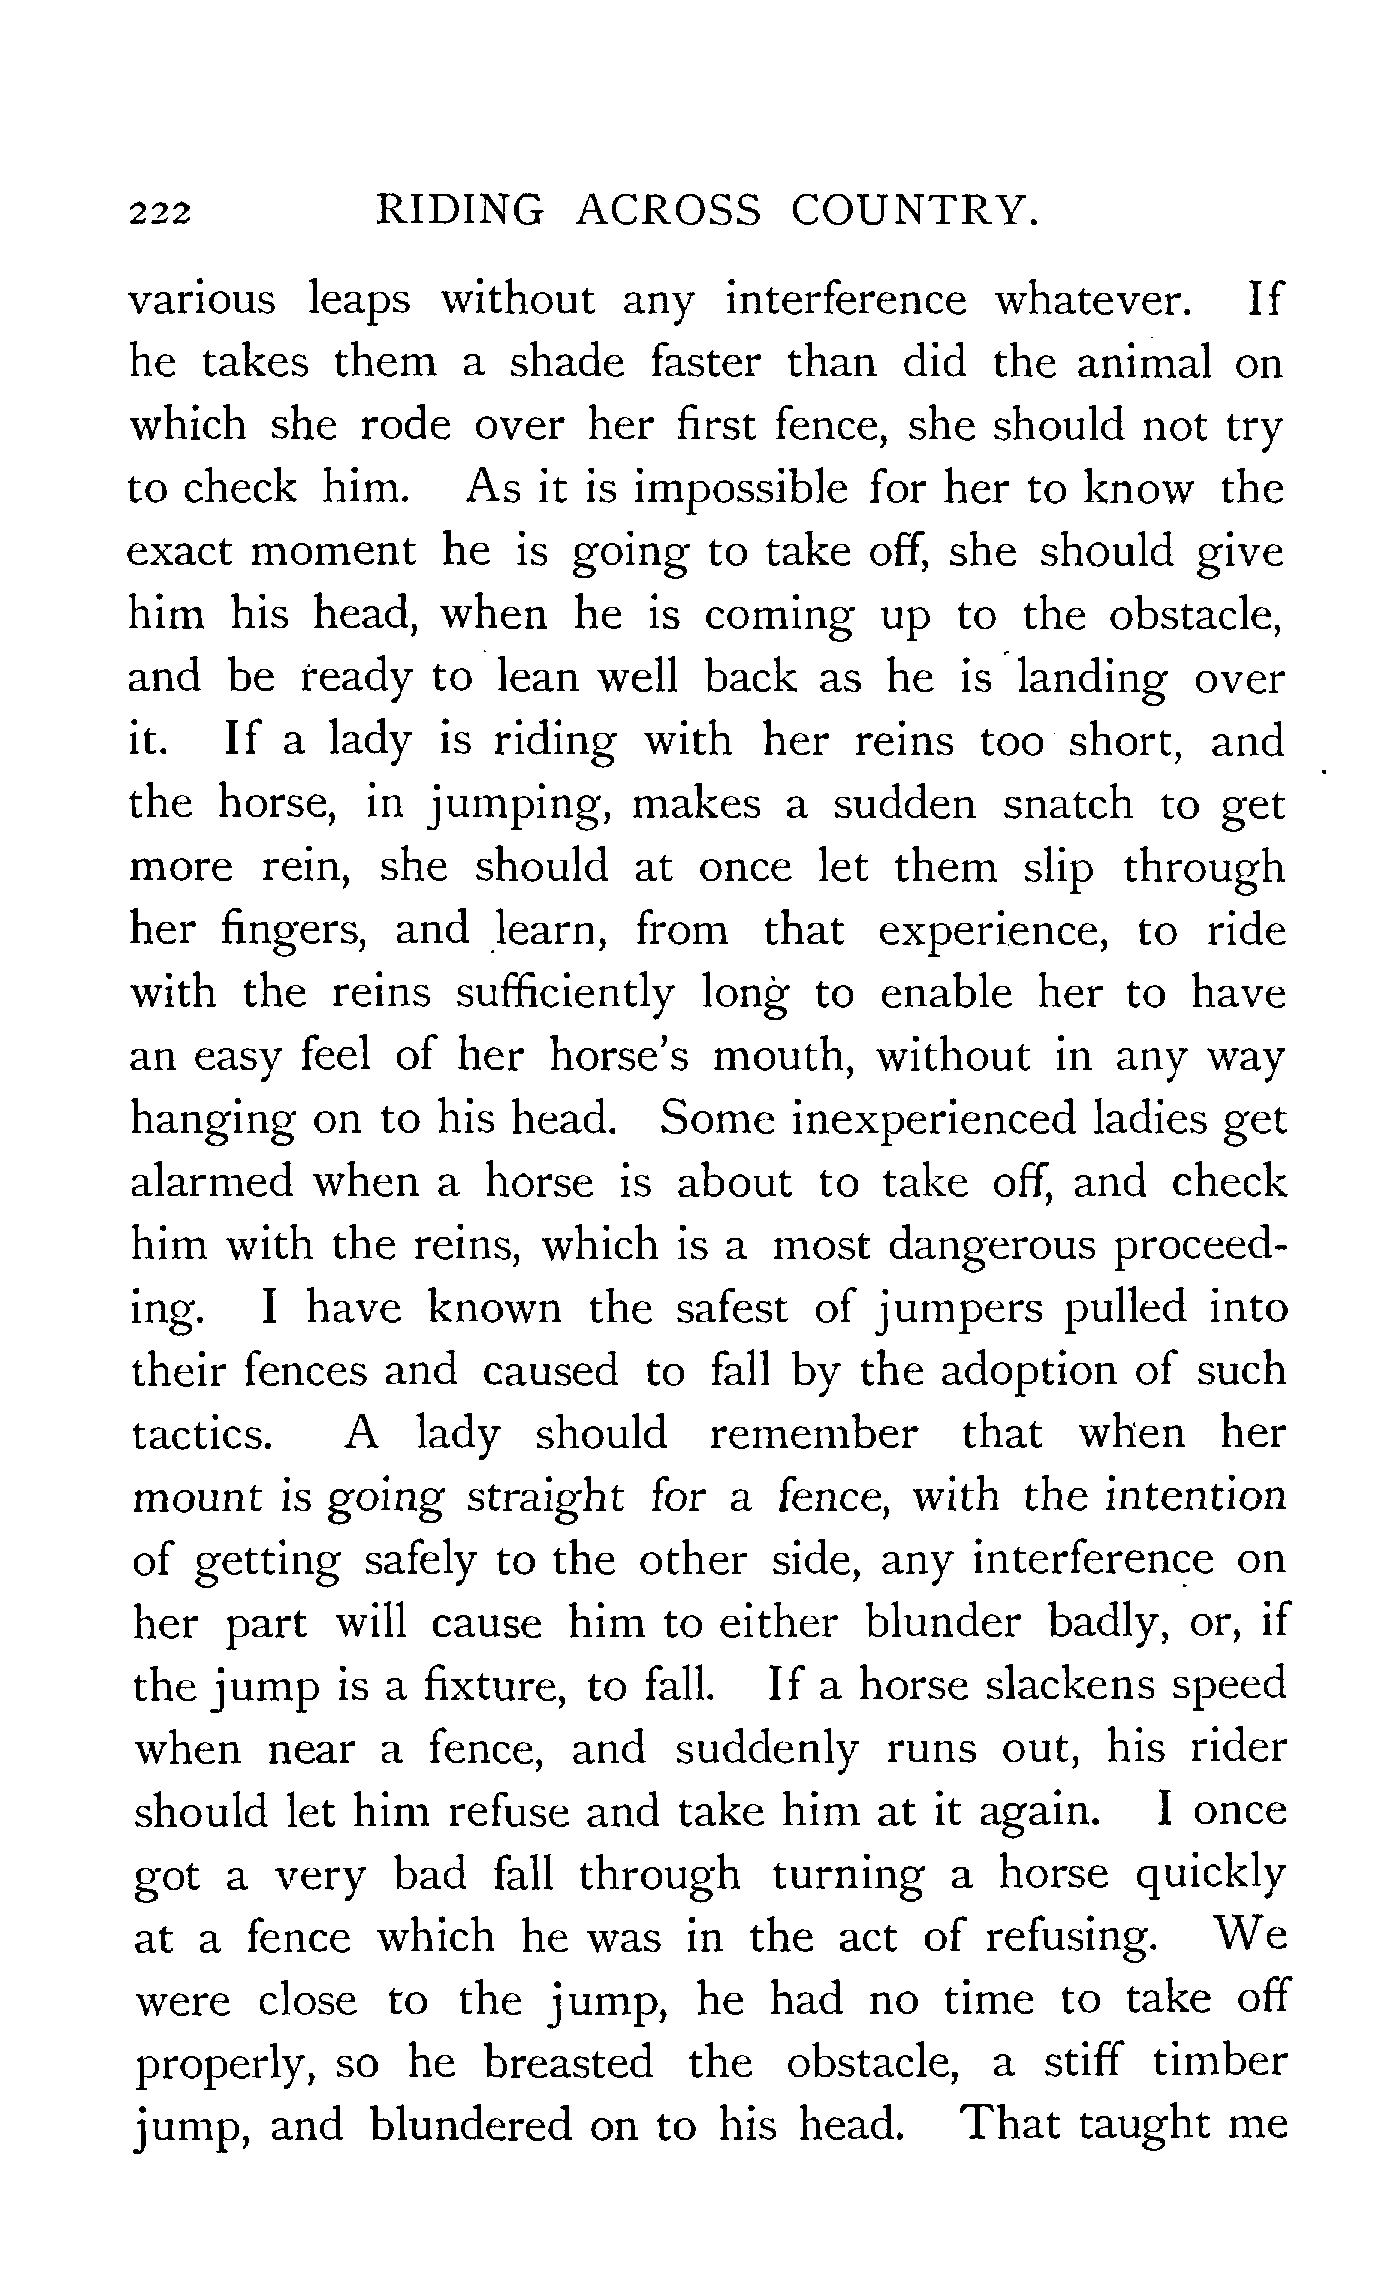 222 RIDING ACROSS COUNTRY.
various leaps without any interference whatever. If
he takes them a shade faster than did the animal on
which she rode over her first fence, she should not try
to check him. As it is impossible for her to know the
exact moment he is going to take off, she should give
him his head, when he is coming up to the obstacle,
and be ready to lean well back as he is landing over
it. If a lady is riding with her reins too short, and
the horse, in jumping, makes a sudden snatch to get
more rein, she should at once let them slip through
her fingers, and learn, from that experience, to ride
with the reins sufficiently long to enable her to have
an easy feel of her horse's mouth, without in any way
hanging on to his head. Some inexperienced ladies get
alarmed when a horse is about to take off, and check
him with the reins, which is a most dangerous proceed-
ing. I have known the safest of jumpers pulled into
their fences and caused to fall by the adoption of such
tactics. A lady should remember that when her
mount is going straight for a fence, with the intention
of getting safely to the other side, any interference on
her part will cause him to either blunder badly, or, if
the jump is a fixture, to fall. If a horse slackens speed
when near a fence, and suddenly runs out, his rider
should let him refuse and take him at it again. I once
got a very bad fall through turning a horse quickly
at a fence which he was in the act of refusing. We
were close to the jump, he had no time to take off
properly, so he breasted the obstacle, a stiff timber
jump, and blundered on to his head. That taught me